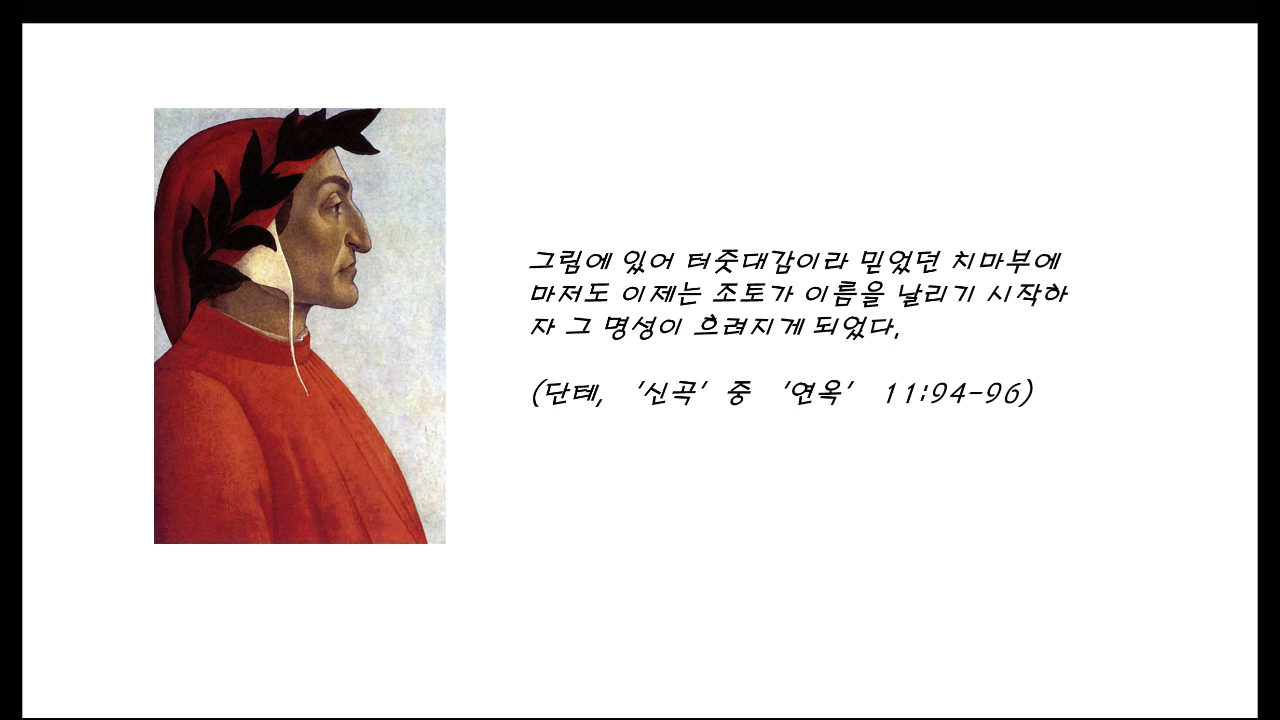 그림에 있어 터줏대감이라 믿었던 치마부에
마저도 이제는 조토가 이름을 날리기 시작하
자 그 명성이 흐려지게 되었다.
(단테, '신곡' 중 '연옥' 11:94-96)